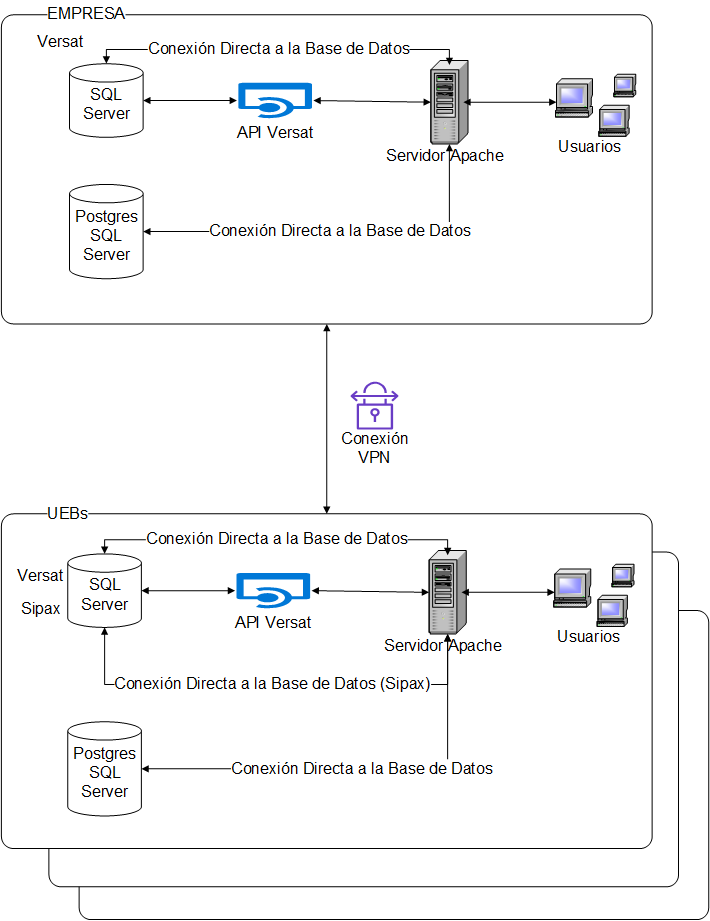 EMPRESA
Versat
Conexión Directa a la Base de Datos
SQL
Server
API Versat
Servidor Apache
Usuarios
Postgres
SQL
Server
Conexión Directa a la Base de Datos
Conexión
VPN
UEBs
Conexión Directa a la Base de Datos
Versat
Sipax
SQL
Server
API Versat
Servidor Apache
Usuarios
Conexión Directa a la Base de Datos (Sipax)
Postgres
SQL
Server
Conexión Directa a la Base de Datos